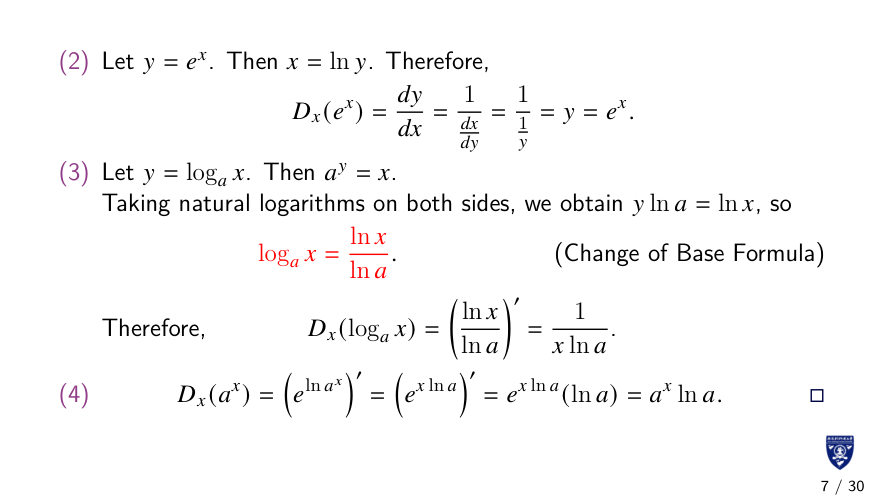 (2) Let y = e^x. Then x = ln y. Therefore,
D_x(e^x) = dy/dx = 1/(dx/dy) = 1/(1/y) = y = e^x.
(3) Let y = log_a x. Then a^y = x.
Taking natural logarithms on both sides, we obtain y ln a = ln x, so
log_a x = ln x/ln a. (Change of Base Formula)
Therefore, D_x(log_a x) = (ln x/ln a)′ = 1/(x ln a).
(4) D_x(a^x) = (e^(ln a^x))′ = (e^(x ln a))′ = e^(x ln a)(ln a) = a^x ln a. □
7 / 30